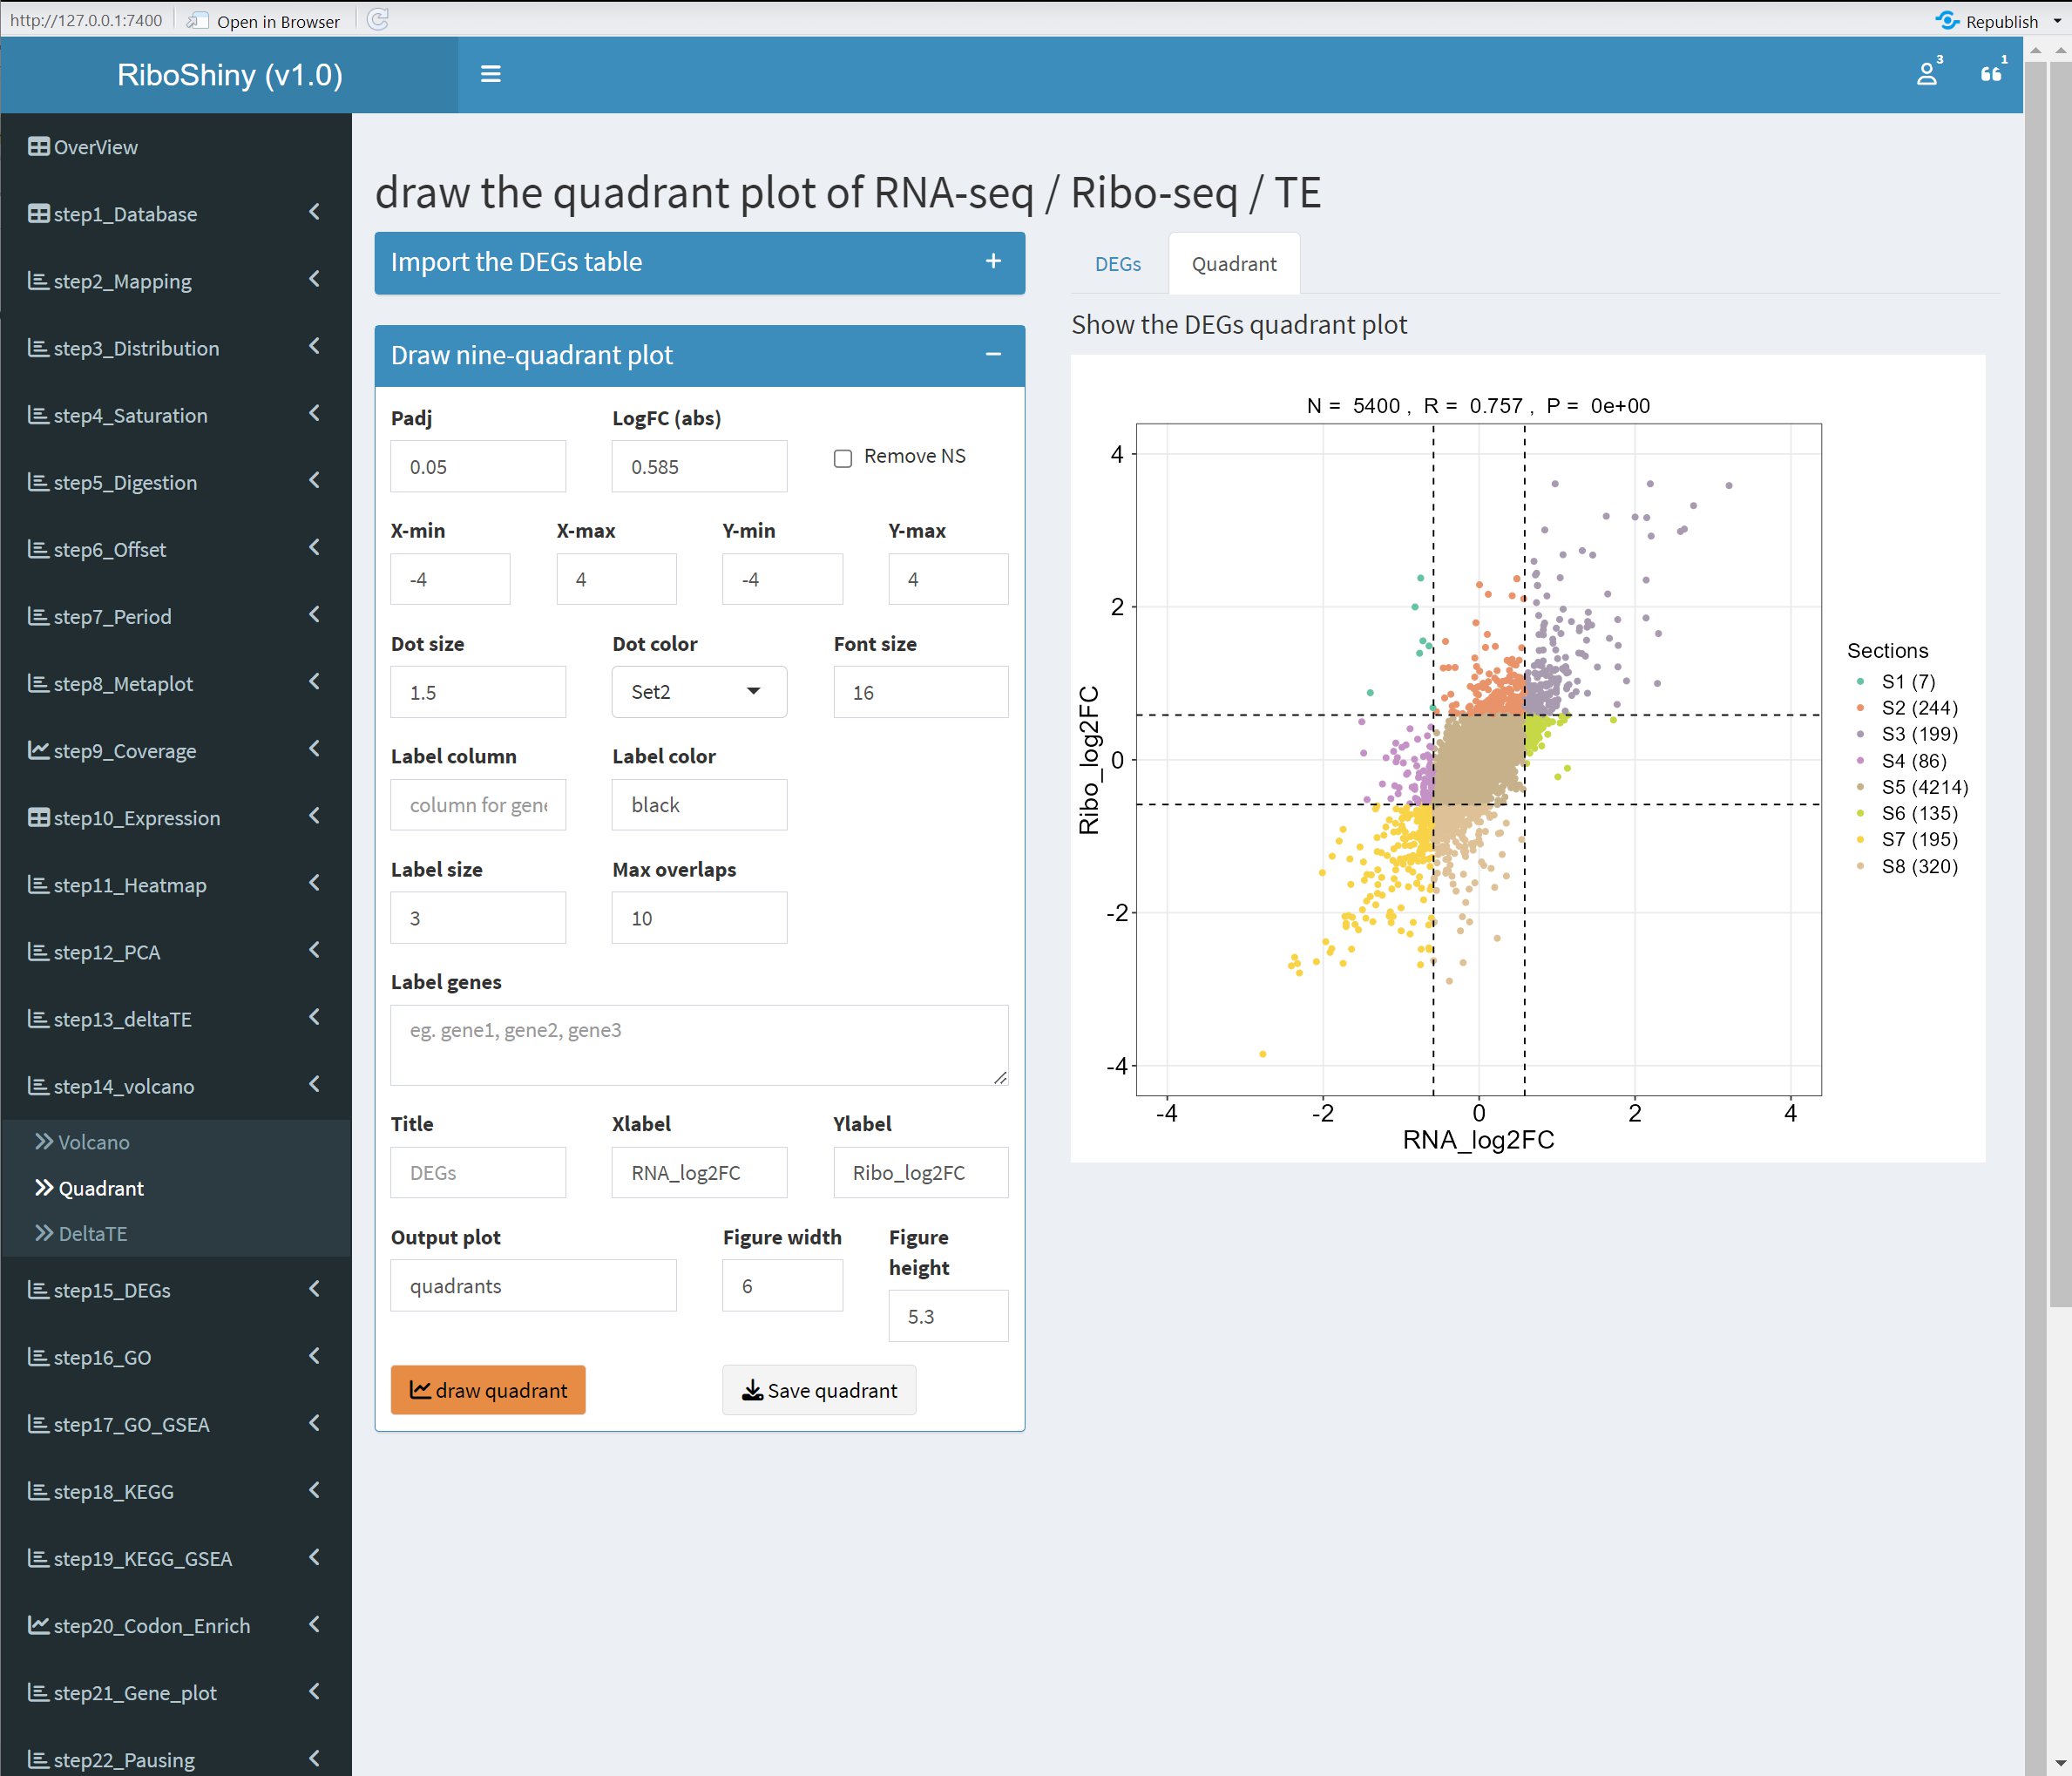 http://127.0.0.1:7400 Open in Browser Republish
RiboShiny (v1.0) 3 1
OverView
step1_Database
step2_Mapping
step3_Distribution
step4_Saturation
step5_Digestion
step6_Offset
step7_Period
step8_Metaplot
step9_Coverage
step10_Expression
step11_Heatmap
step12_PCA
step13_deltaTE
step14_volcano
Volcano
Quadrant
DeltaTE
step15_DEGs
step16_GO
step17_GO_GSEA
step18_KEGG
step19_KEGG_GSEA
step20_Codon_Enrich
step21_Gene_plot
step22_Pausing
draw the quadrant plot of RNA-seq / Ribo-seq / TE
Import the DEGs table
Draw nine-quadrant plot
Padj LogFC (abs)
0.05 0.585 Remove NS
X-min X-max Y-min Y-max
-4 4 -4 4
Dot size Dot color Font size
1.5 Set2 16
Label column Label color
column for gene black
Label size Max overlaps
3 10
Label genes
eg. gene1, gene2, gene3
Title Xlabel Ylabel
DEGs RNA_log2FC Ribo_log2FC
Output plot Figure width Figure height
quadrants 6 5.3
draw quadrant Save quadrant
DEGs Quadrant
Show the DEGs quadrant plot
N = 5400 , R = 0.757 , P = 0e+00
4
2
0
-2
-4
Ribo_log2FC
-4 -2 0 2 4
RNA_log2FC
Sections
S1 (7)
S2 (244)
S3 (199)
S4 (86)
S5 (4214)
S6 (135)
S7 (195)
S8 (320)